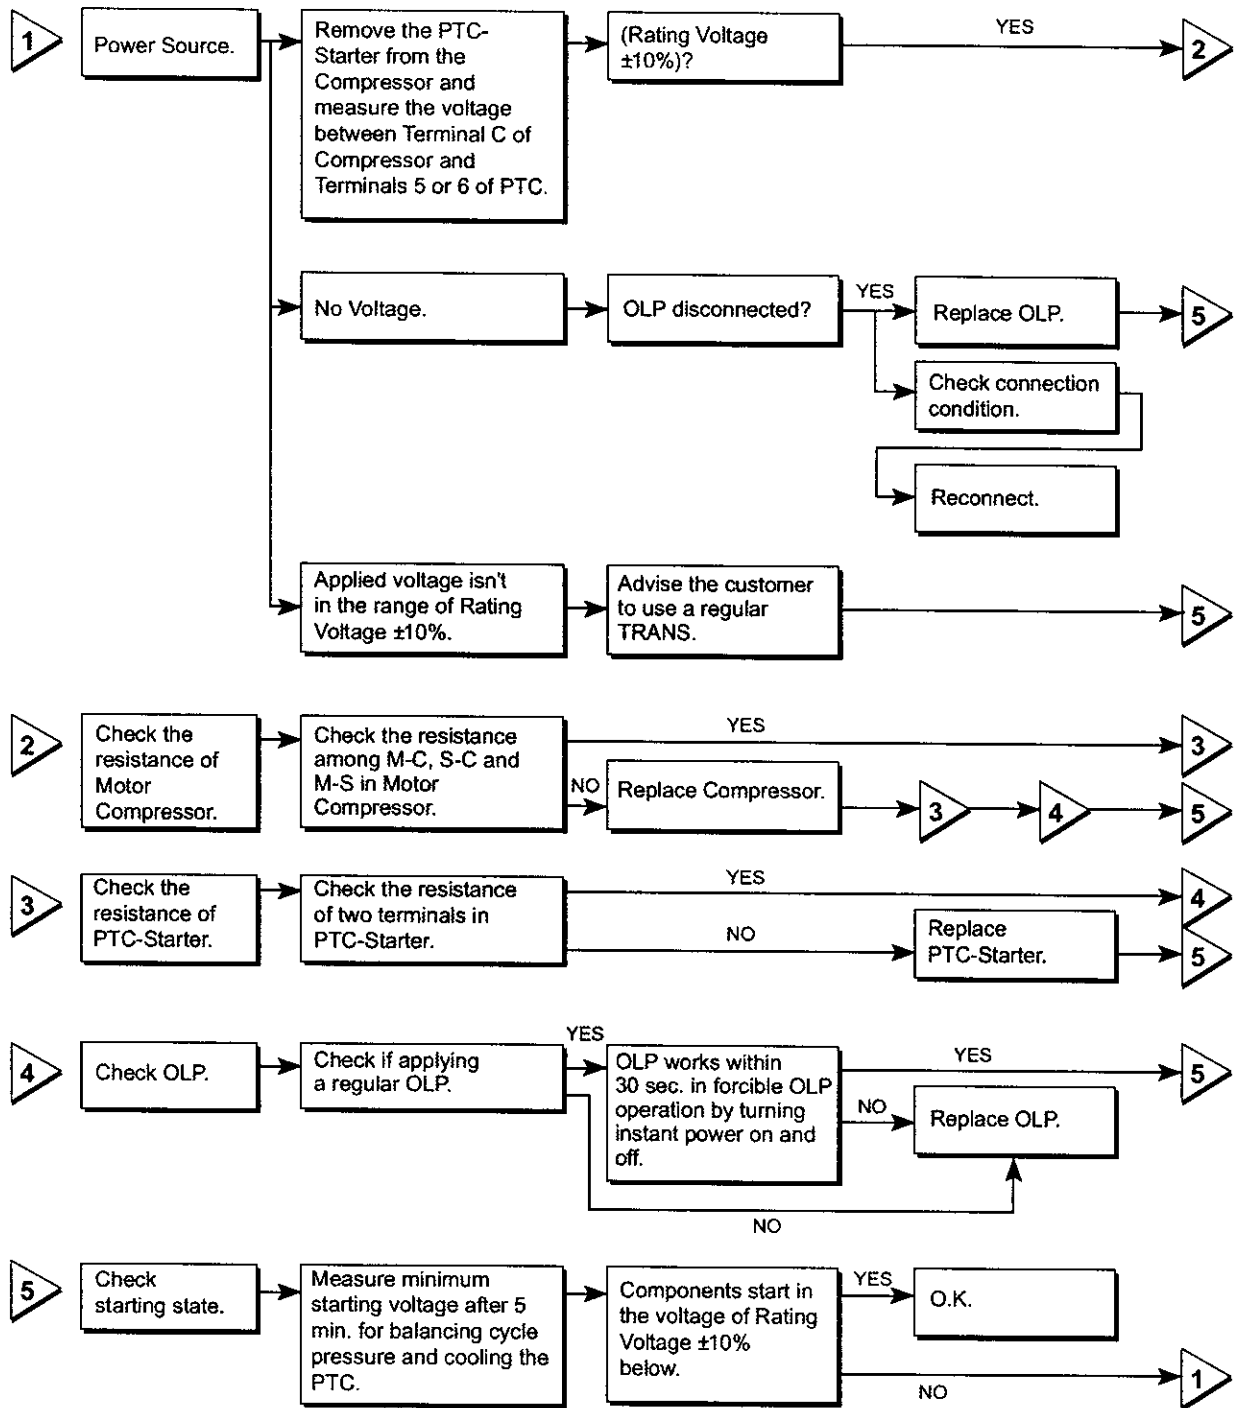 1
Power Source.
Remove the PTC-
Starter from the
Compressor and
measure the voltage
between Terminal C of
Compressor and
Terminals 5 or 6 of PTC.
(Rating Voltage
±10%)?
YES
2
No Voltage.
OLP disconnected?
YES
Replace OLP.
5
Check connection
condition.
Reconnect.
Applied voltage isn't
in the range of Rating
Voltage ±10%.
Advise the customer
to use a regular
TRANS.
5
2
Check the
resistance of
Motor
Compressor.
Check the resistance
among M-C, S-C and
M-S in Motor
Compressor.
YES
3
NO
Replace Compressor.
3
4
5
3
Check the
resistance of
PTC-Starter.
Check the resistance
of two terminals in
PTC-Starter.
YES
4
NO
Replace
PTC-Starter.
5
4
Check OLP.
Check if applying
a regular OLP.
YES
OLP works within
30 sec. in forcible OLP
operation by turning
instant power on and
off.
YES
5
NO
Replace OLP.
NO
5
Check
starting state.
Measure minimum
starting voltage after 5
min. for balancing cycle
pressure and cooling the
PTC.
Components start in
the voltage of Rating
Voltage ±10%
below.
YES
O.K.
NO
1